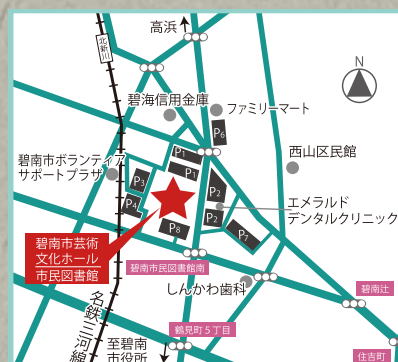 高浜
北新川
N
碧海信用金庫
ファミリーマート
P6
碧南市ボランティア
サポートプラザ
P1
P1
西山区民館
P3
P2
P4
エメラルド
デンタルクリニック
P2
P8
P7
碧南市芸術
文化ホール
市民図書館
碧南市民図書館南
しんかわ歯科
碧南辻
名鉄三河線
鶴見町5丁目
至碧南
市役所
住吉町